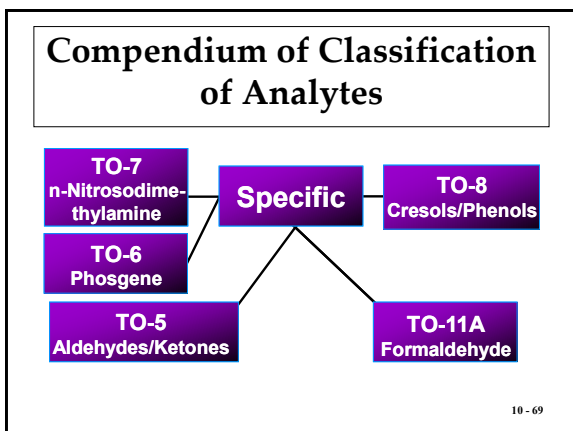 Compendium of Classification
of Analytes
TO-7
n-Nitrosodime-
thylamine
Specific
TO-8
Cresols/Phenols
TO-6
Phosgene
TO-5
Aldehydes/Ketones
TO-11A
Formaldehyde
10 - 69